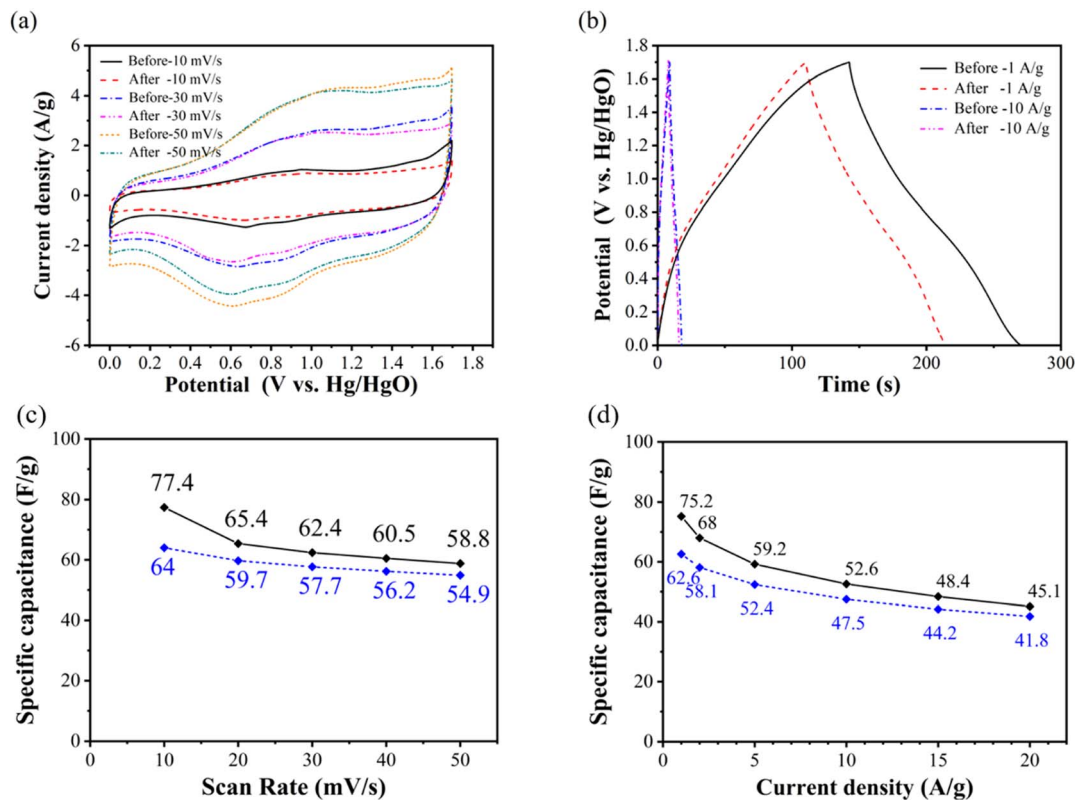 (a)
Before-10 mV/s
After -10 mV/s
Before-30 mV/s
After -30 mV/s
Before-50 mV/s
After -50 mV/s
6
4
2
0
-2
-4
-6
Current density (A/g)
0.0 0.2 0.4 0.6 0.8 1.0 1.2 1.4 1.6 1.8
Potential (V vs. Hg/HgO)
(b)
Before -1 A/g
After -1 A/g
Before -10 A/g
After -10 A/g
1.8
1.6
1.4
1.2
1.0
0.8
0.6
0.4
0.2
0.0
Potential (V vs. Hg/HgO)
0 100 200 300
Time (s)
(c)
100
80
60
40
20
0
Specific capacitance (F/g)
77.4
65.4
62.4
60.5
58.8
64
59.7
57.7
56.2
54.9
0 10 20 30 40 50
Scan Rate (mV/s)
(d)
100
80
60
40
20
0
Specific capacitance (F/g)
75.2
68
59.2
52.6
48.4
45.1
62.6
58.1
52.4
47.5
44.2
41.8
0 5 10 15 20
Current density (A/g)